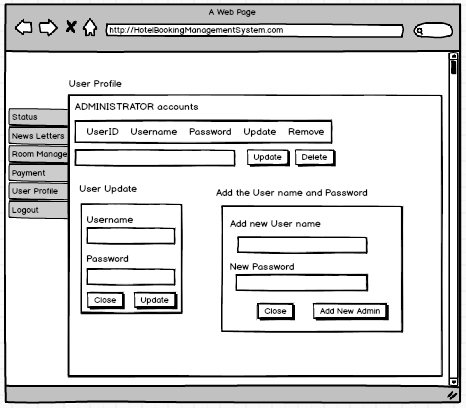 A Web Page
http://HotelBookingManagementSystem.com
User Profile
ADMINISTRATOR accounts
Status
UserID Username Password Update Remove
News Letters
Room Manage
Update Delete
Payment
User Profile
Logout
User Update
Add the User name and Password
Username
Add new User name
Password
New Password
Close Update
Close Add New Admin